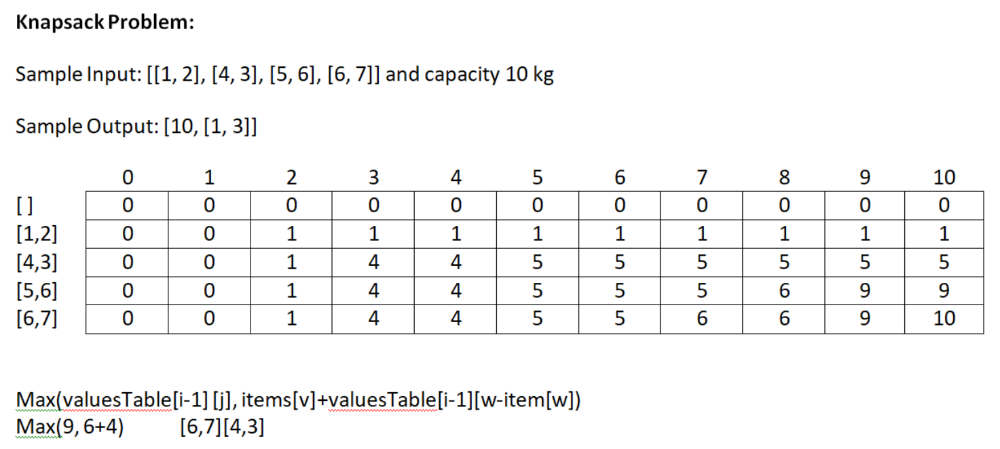 Knapsack Problem:
Sample Input: [[1, 2], [4, 3], [5, 6], [6, 7]] and capacity 10 kg
Sample Output: [10, [1, 3]]
0 1 2 3 4 5 6 7 8 9 10
[ ] 0 0 0 0 0 0 0 0 0 0 0
[1,2] 0 0 1 1 1 1 1 1 1 1 1
[4,3] 0 0 1 4 4 5 5 5 5 5 5
[5,6] 0 0 1 4 4 5 5 5 6 9 9
[6,7] 0 0 1 4 4 5 5 6 6 9 10
Max(valuesTable[i-1] [j], items[v]+valuesTable[i-1][w-item[w])
Max(9, 6+4) [6,7][4,3]